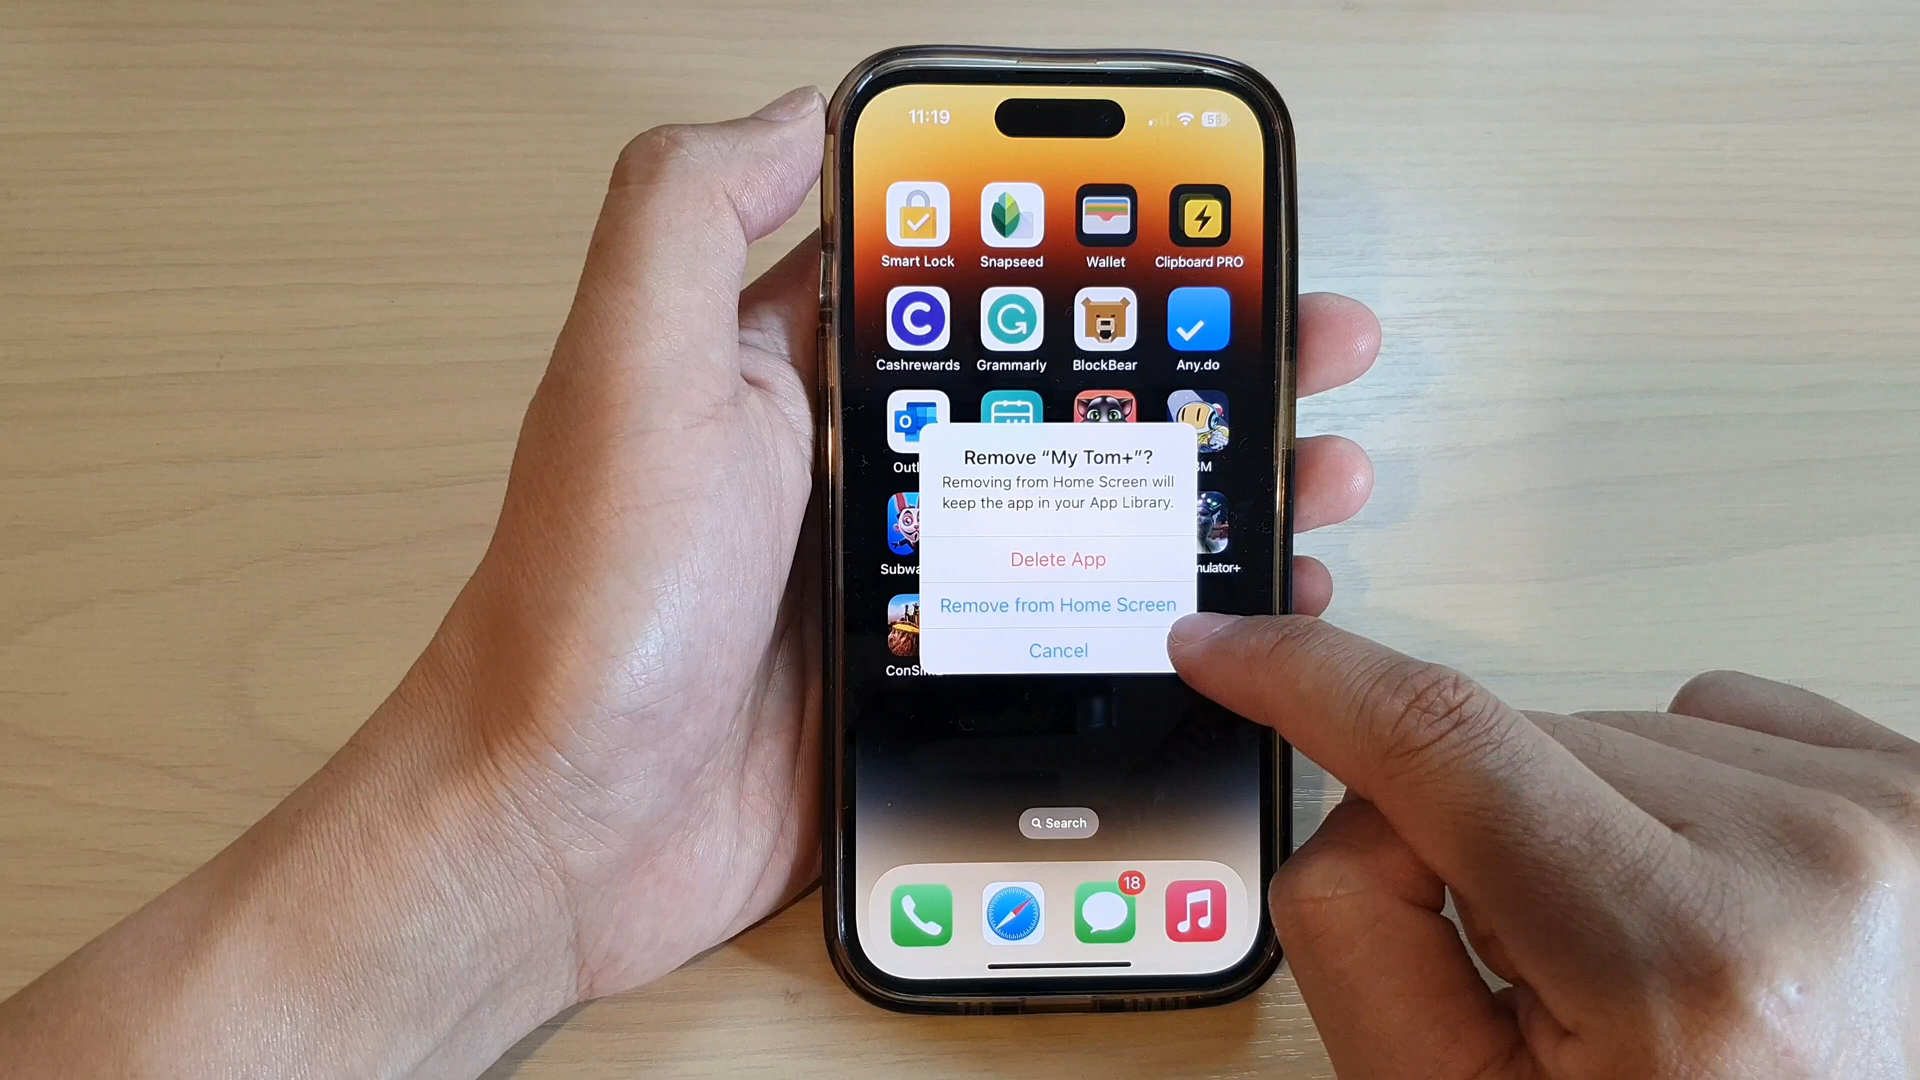 11:19
Smart Lock
Snapseed
Wallet
Clipboard PRO
Cashrewards
Grammarly
BlockBear
Any.do
Remove “My Tom+”?
Removing from Home Screen will
keep the app in your App Library.
Delete App
Remove from Home Screen
Cancel
Search
18